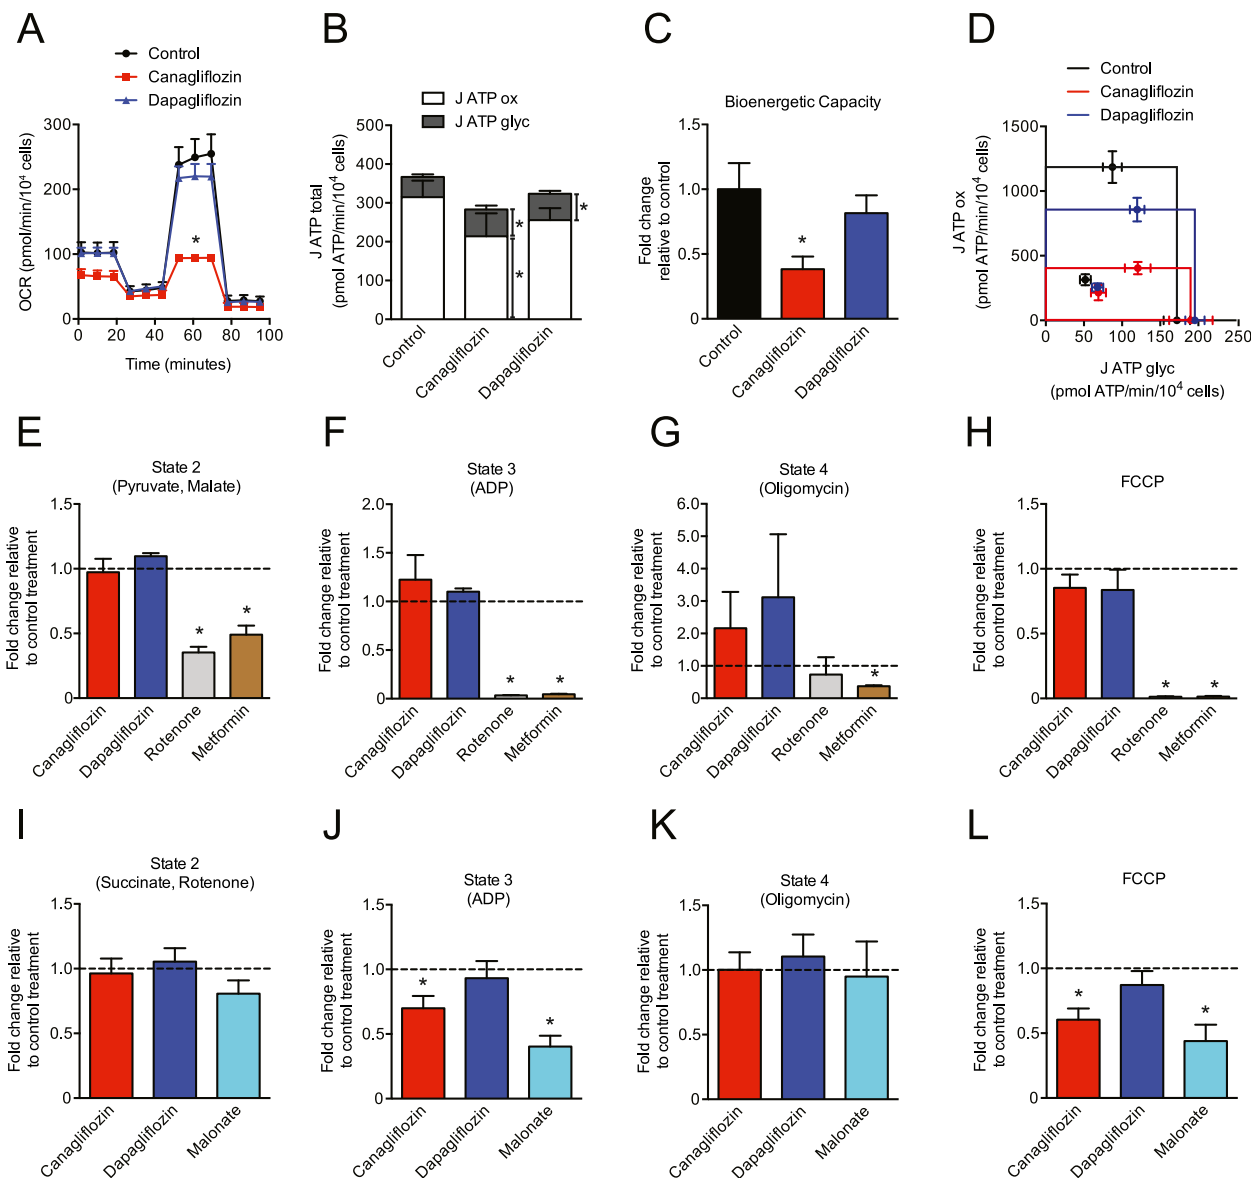 A
Control
Canagliflozin
Dapagliflozin
OCR (pmol/min/10⁴ cells)
300
200
100
0
0 20 40 60 80 100
Time (minutes)
*
B
J ATP ox
J ATP glyc
J ATP total
(pmol ATP/min/10⁴ cells)
500
400
300
200
100
0
*
*
*
Control
Canagliflozin
Dapagliflozin
C
Bioenergetic Capacity
Fold change
relative to control
1.5
1.0
0.5
0
*
Control
Canagliflozin
Dapagliflozin
D
Control
Canagliflozin
Dapagliflozin
J ATP ox
(pmol ATP/min/10⁴ cells)
1500
1000
500
0
0 50 100 150 200 250
J ATP glyc
(pmol ATP/min/10⁴ cells)
E
State 2
(Pyruvate, Malate)
Fold change relative
to control treatment
1.5
1.0
0.5
0
*
*
Canagliflozin
Dapagliflozin
Rotenone
Metformin
F
State 3
(ADP)
Fold change relative
to control treatment
2.0
1.5
1.0
0.5
0
* *
Canagliflozin
Dapagliflozin
Rotenone
Metformin
G
State 4
(Oligomycin)
Fold change relative
to control treatment
6.0
5.0
4.0
3.0
2.0
1.0
0
*
Canagliflozin
Dapagliflozin
Rotenone
Metformin
H
FCCP
Fold change relative
to control treatment
1.5
1.0
0.5
0
* *
Canagliflozin
Dapagliflozin
Rotenone
Metformin
I
State 2
(Succinate, Rotenone)
Fold change relative
to control treatment
1.5
1.0
0.5
0
Canagliflozin
Dapagliflozin
Malonate
J
State 3
(ADP)
Fold change relative
to control treatment
1.5
1.0
0.5
0
*
*
Canagliflozin
Dapagliflozin
Malonate
K
State 4
(Oligomycin)
Fold change relative
to control treatment
1.5
1.0
0.5
0
Canagliflozin
Dapagliflozin
Malonate
L
FCCP
Fold change relative
to control treatment
1.5
1.0
0.5
0
*
*
Canagliflozin
Dapagliflozin
Malonate